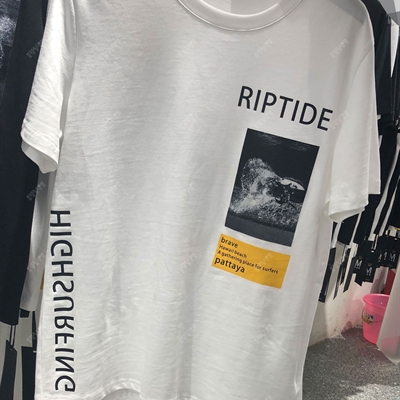 RIPTIDE
brave
Hawaii beach
A gathering place for surfers
pattaya
HIGHSURFING